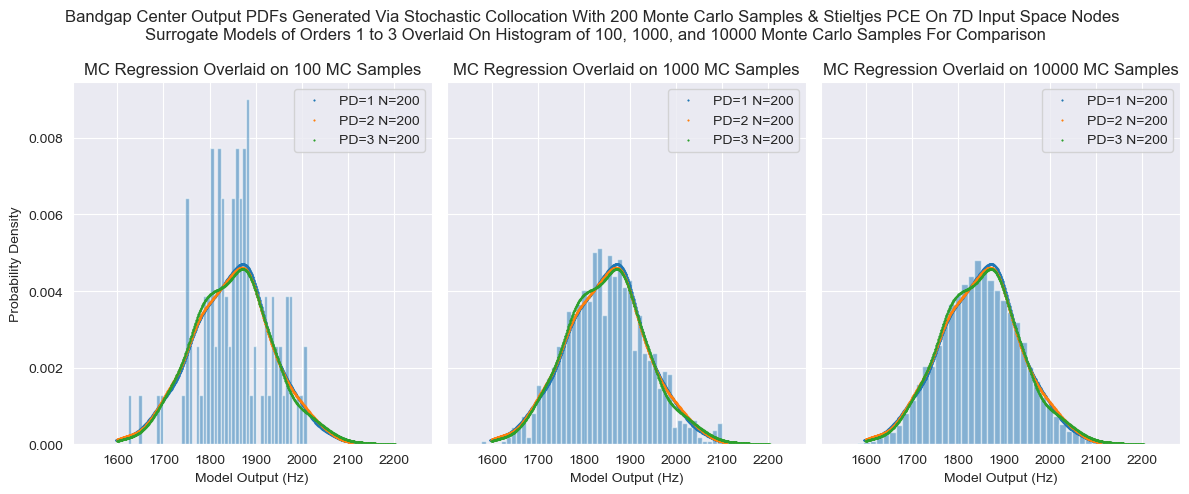 Bandgap Center Output PDFs Generated Via Stochastic Collocation With 200 Monte Carlo Samples & Stieltjes PCE On 7D Input Space Nodes
Surrogate Models of Orders 1 to 3 Overlaid On Histogram of 100, 1000, and 10000 Monte Carlo Samples For Comparison
MC Regression Overlaid on 100 MC Samples
PD=1 N=200
PD=2 N=200
PD=3 N=200
0.008
0.006
0.004
0.002
0.000
Probability Density
1600 1700 1800 1900 2000 2100 2200
Model Output (Hz)
MC Regression Overlaid on 1000 MC Samples
PD=1 N=200
PD=2 N=200
PD=3 N=200
1600 1700 1800 1900 2000 2100 2200
Model Output (Hz)
MC Regression Overlaid on 10000 MC Samples
PD=1 N=200
PD=2 N=200
PD=3 N=200
1600 1700 1800 1900 2000 2100 2200
Model Output (Hz)